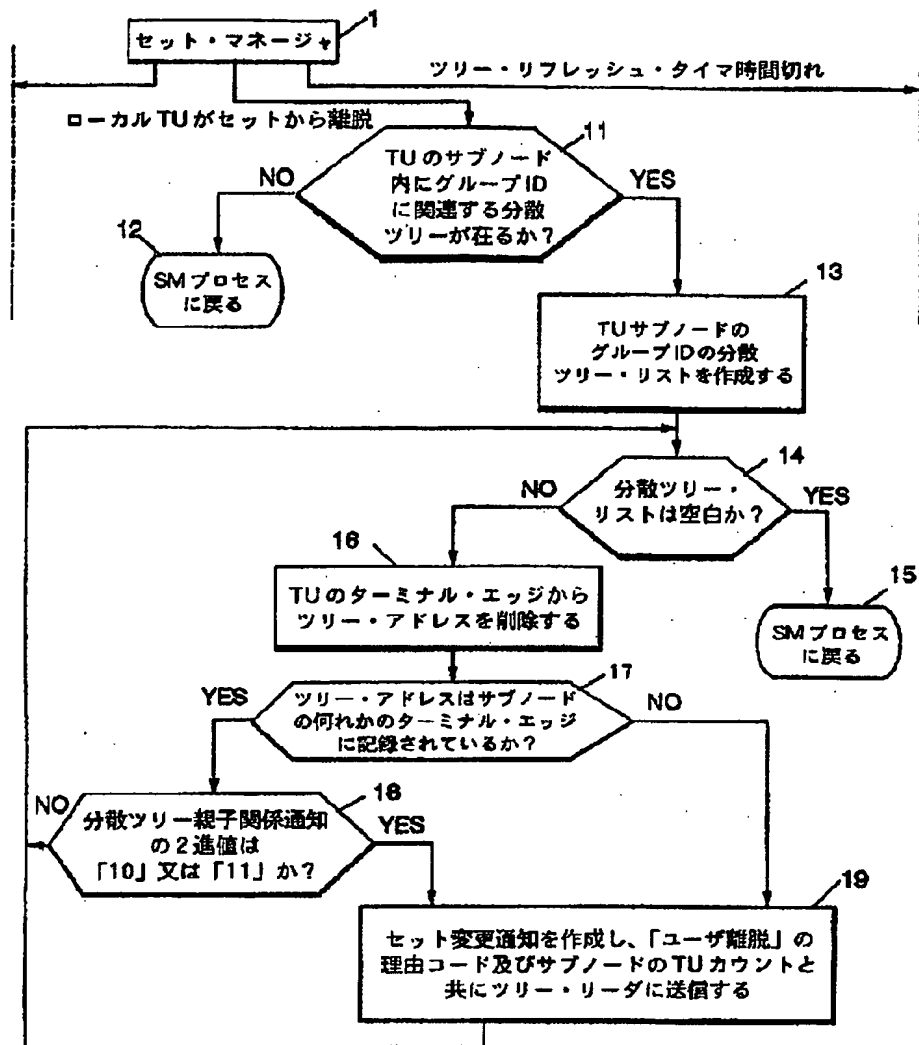 1
セット・マネージャ
ツリー・リフレッシュ・タイマ時間切れ
ローカルTUがセットから離脱
11
TUのサブノード
内にグループID
に関連する分散
ツリーが在るか？
NO
YES
12
SMプロセス
に戻る
13
TUサブノードの
グループIDの分散
ツリー・リストを作成する
14
分散ツリー・
リストは空白か？
NO
YES
15
SMプロセス
に戻る
16
TUのターミナル・エッジから
ツリー・アドレスを削除する
17
ツリー・アドレスはサブノード
の何れかのターミナル・エッジ
に記録されているか？
YES
NO
18
分散ツリー親子関係通知
の２進値は
「10」又は「11」か？
NO
YES
19
セット変更通知を作成し、「ユーザ離脱」の
理由コード及びサブノードのTUカウントと
共にツリー・リーダに送信する